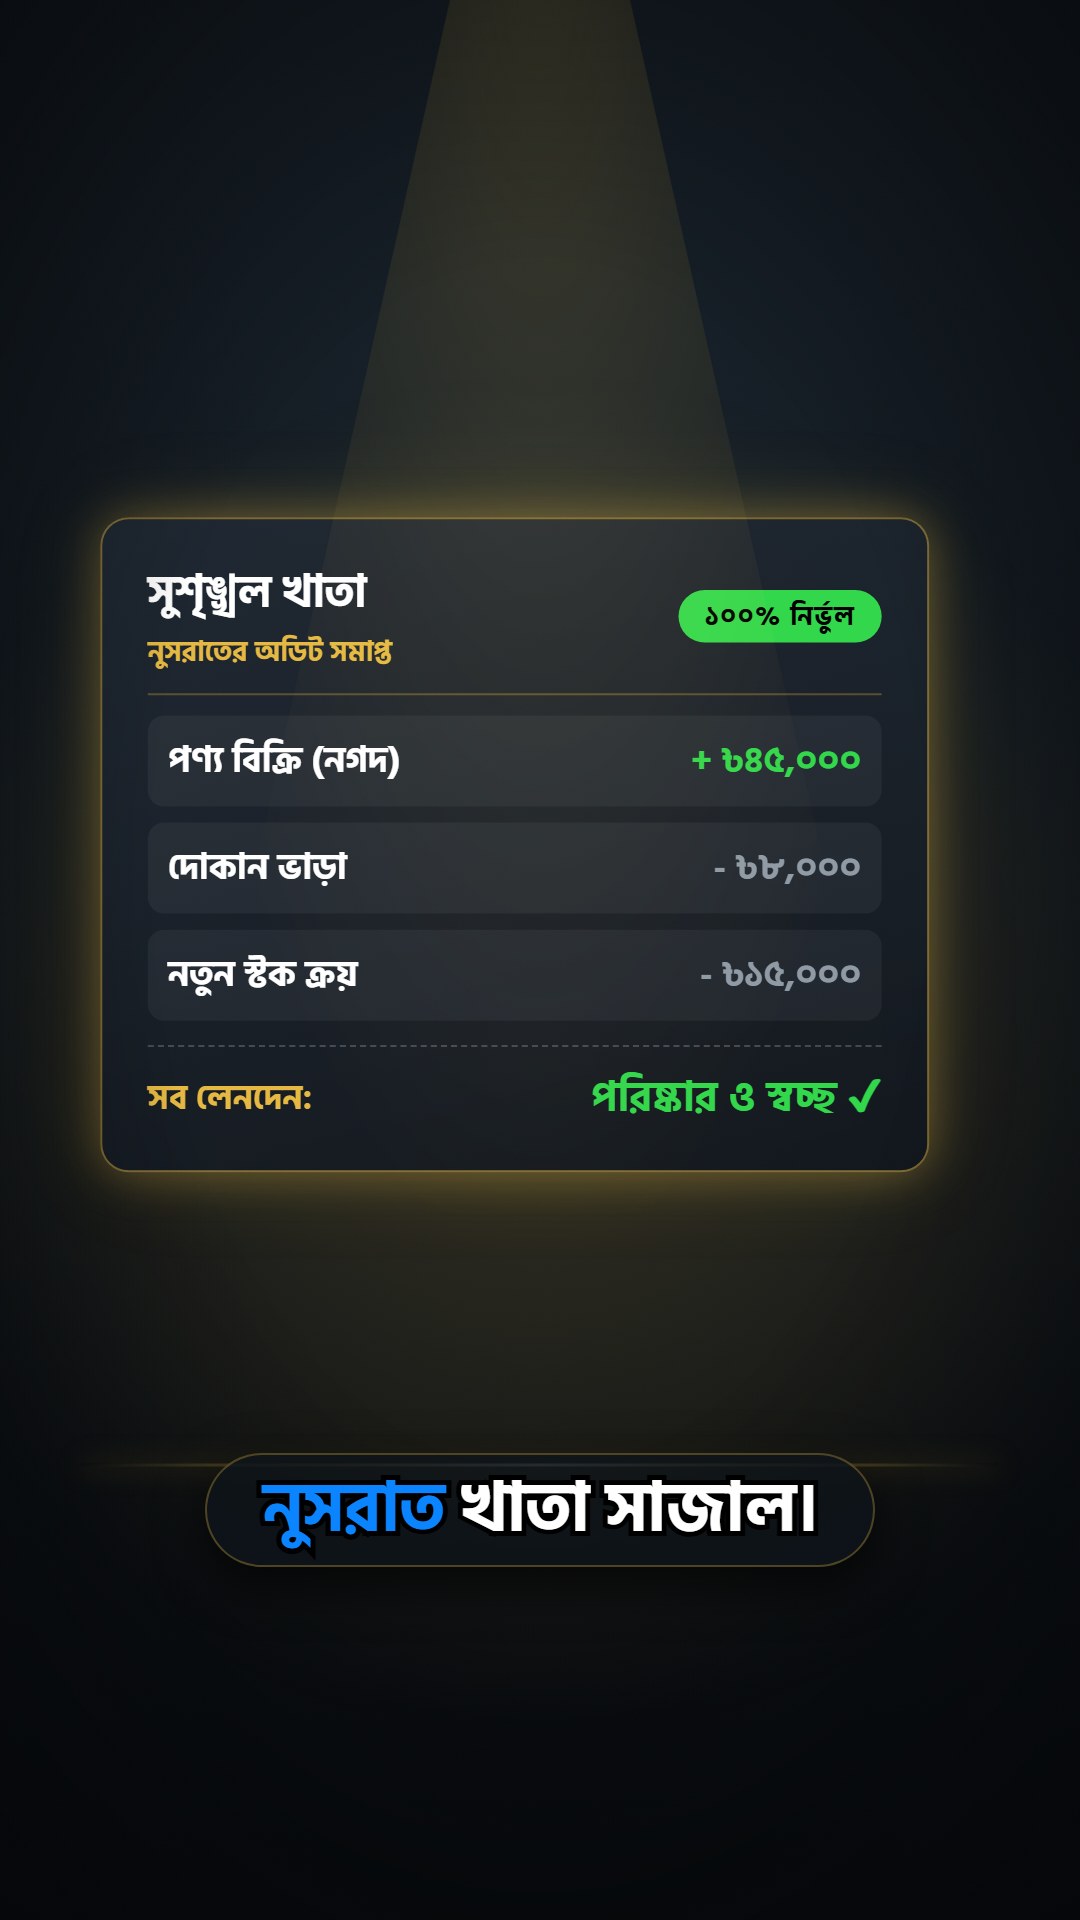 সুশৃঙ্খল খাতা
নুসরাতের অডিট সমাপ্ত
১০০% নির্ভুল
পণ্য বিক্রি (নগদ) + ৳৪৫,০০০
দোকান ভাড়া - ৳৮,০০০
নতুন স্টক ক্রয় - ৳১৫,০০০
সব লেনদেন: পরিষ্কার ও স্বচ্ছ ✓
নুসরাত খাতা সাজাল।